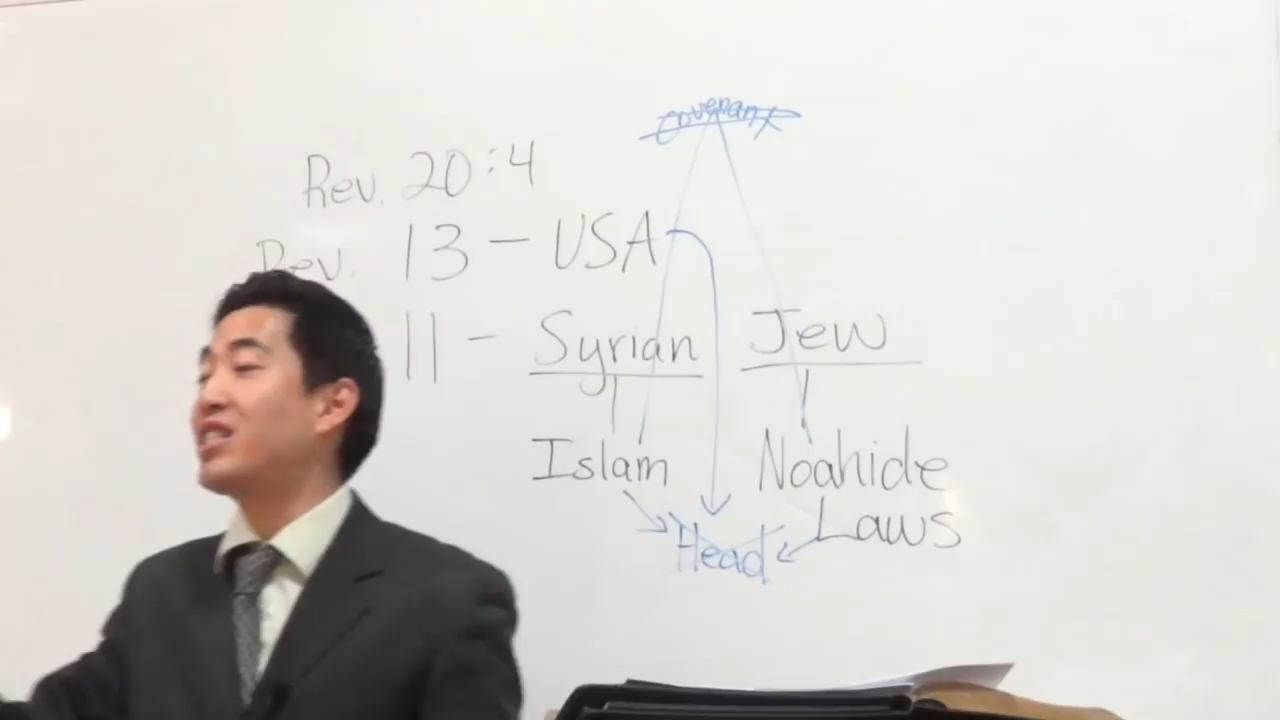 covenant
Rev. 20:4
Rev. 13 - USA
11 - Syrian Jew
Islam Noahide
Laws
Head